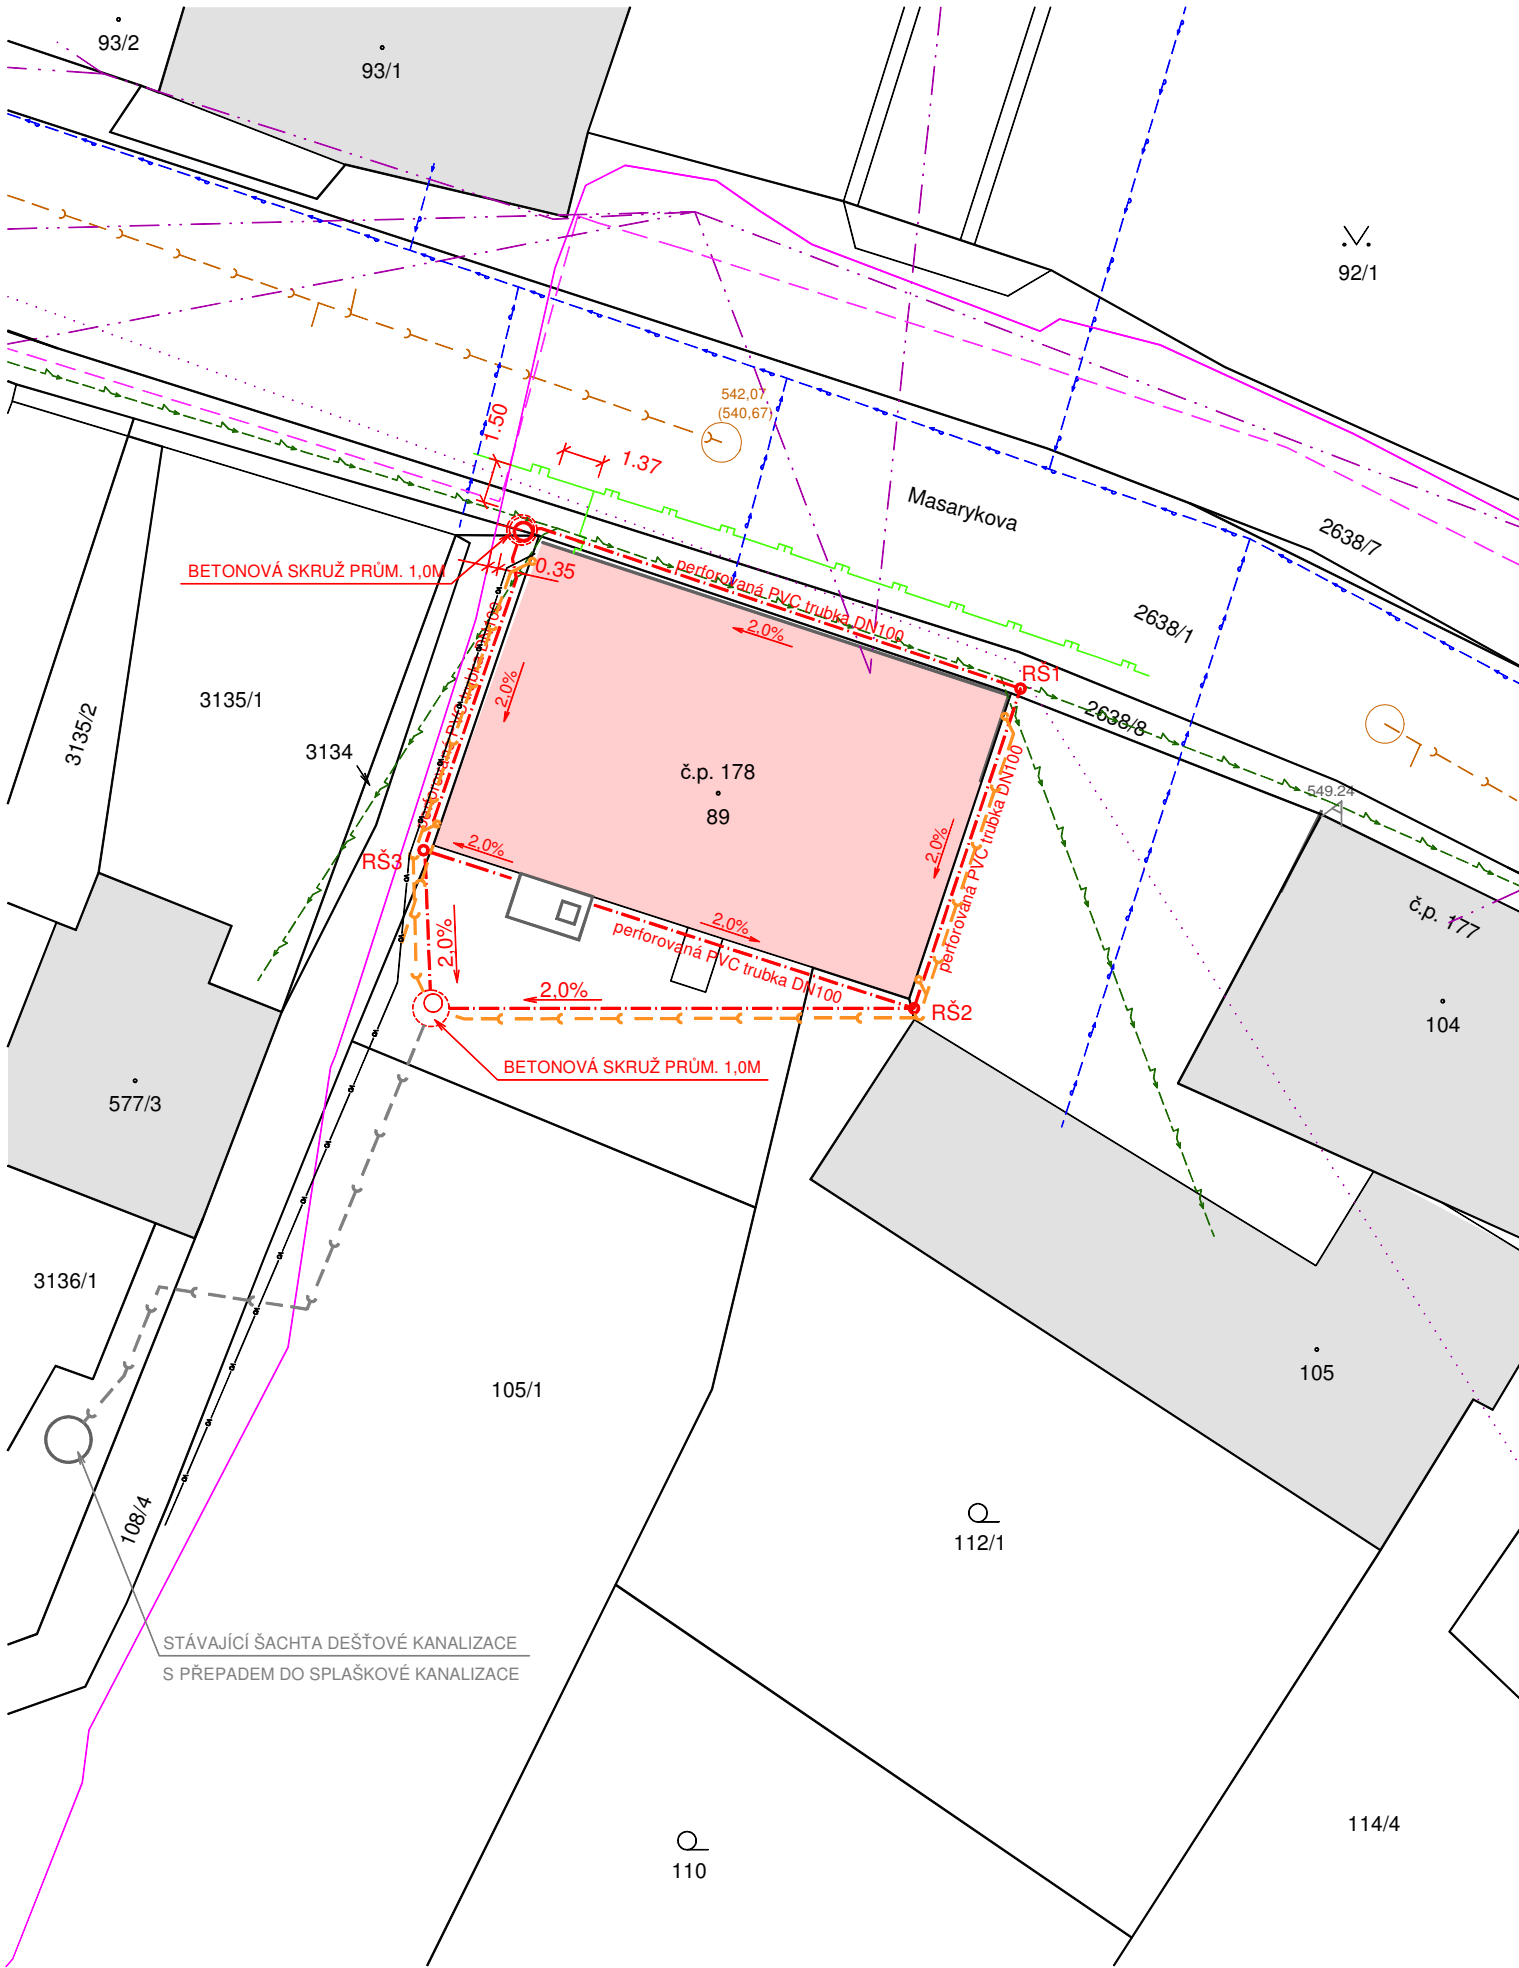 93/2
93/1
92/1
542,07
(540,67)
1.50
1.37
Masarykova
2638/7
BETONOVÁ SKRUŽ PRŮM. 1,0M
0.35
perforovaná PVC trubka DN100
2,0%
2638/1
RŠ1
2638/8
3135/2
3135/1
3134
perforovaná PVC trubka DN100
2,0%
č.p. 178
89
perforovaná PVC trubka DN100
2,0%
549.24
RŠ3
2,0%
2,0%
perforovaná PVC trubka DN100
č.p. 177
2,0%
2,0%
RŠ2
104
BETONOVÁ SKRUŽ PRŮM. 1,0M
577/3
3136/1
105/1
105
108/4
112/1
STÁVAJÍCÍ ŠACHTA DEŠŤOVÉ KANALIZACE
S PŘEPADEM DO SPLAŠKOVÉ KANALIZACE
110
114/4